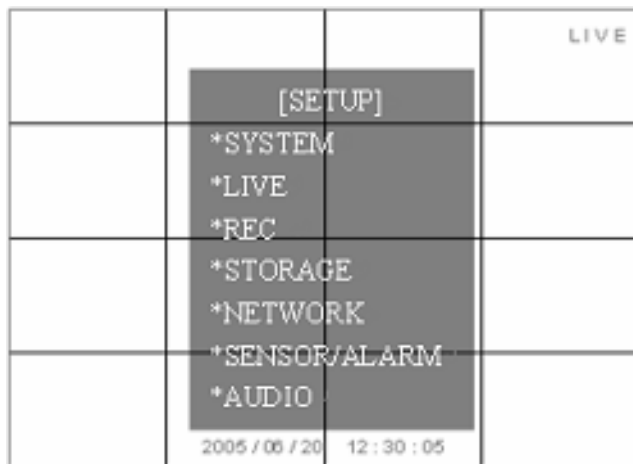 LIVE
[SETUP]
*SYSTEM
*LIVE
*REC
*STORAGE
*NETWORK
*SENSOR/ALARM
*AUDIO
2005 / 06 / 20 12 : 30 : 05